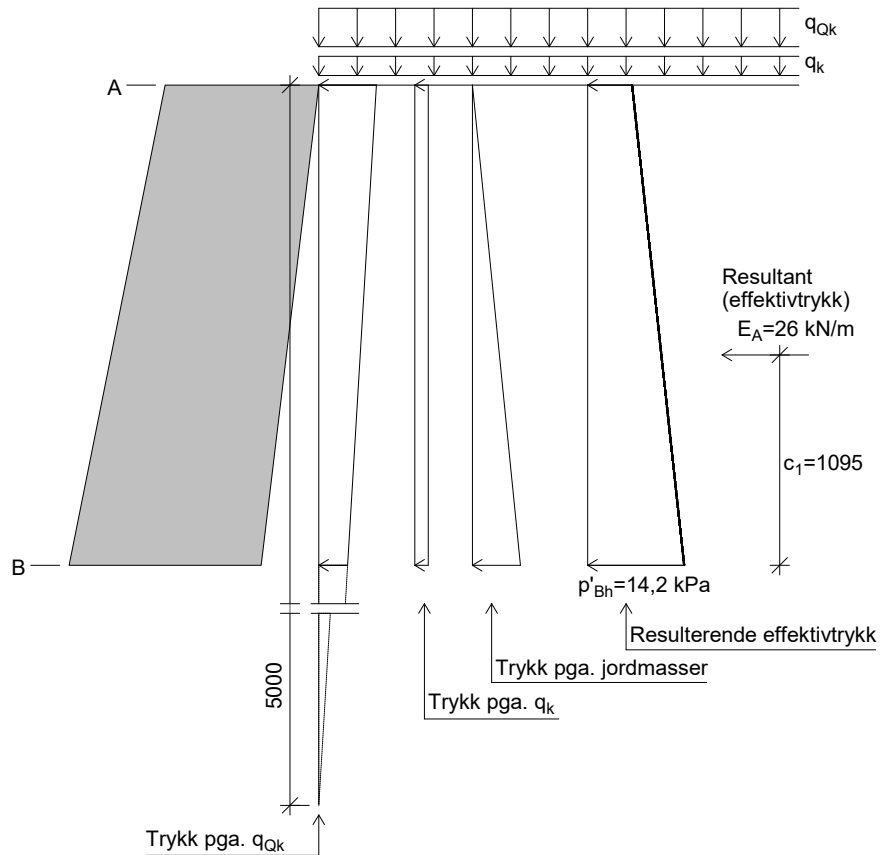 q_Qk
q_k
A
Resultant
(effektivtrykk)
E_A=26 kN/m
c_1=1095
B
p'_Bh=14,2 kPa
Resulterende effektivtrykk
Trykk pga. jordmasser
5000
Trykk pga. q_k
Trykk pga. q_Qk